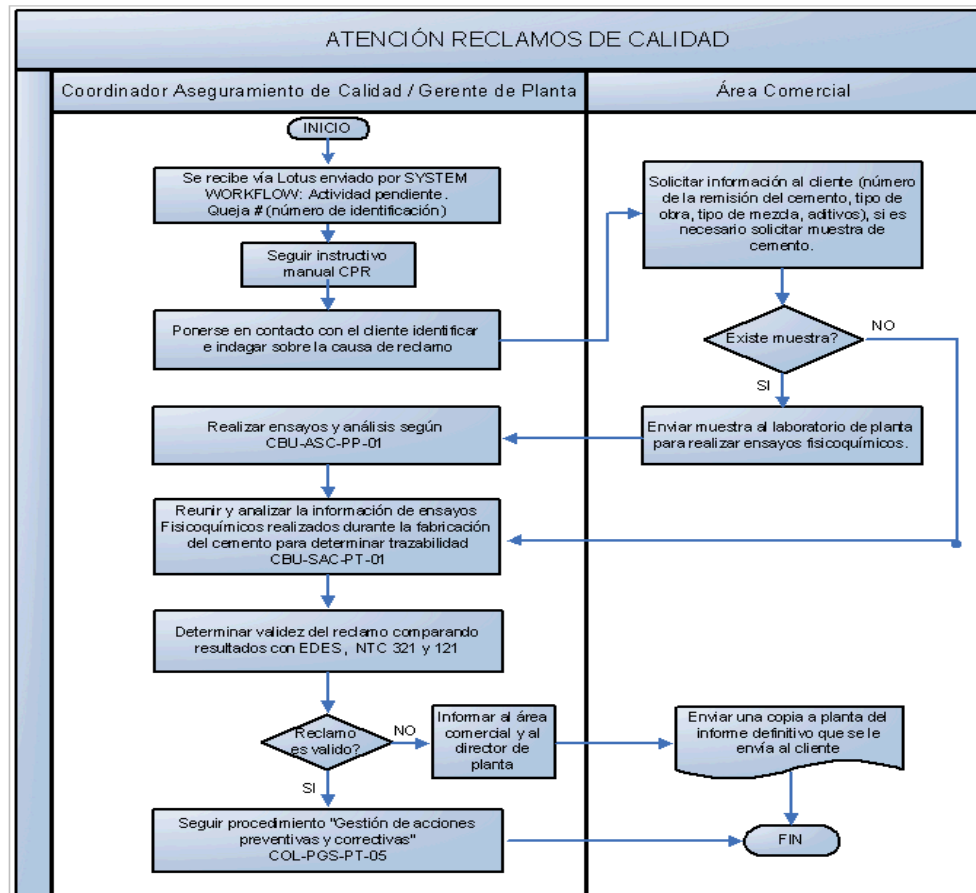 ATENCIÓN RECLAMOS DE CALIDAD
Coordinador Aseguramiento de Calidad / Gerente de Planta
Área Comercial
INICIO
Se recibe vía Lotus enviado por SYSTEM
WORKFLOW: Actividad pendiente.
Queja # (número de identificación)
Seguir instructivo
manual CPR
Ponerse en contacto con el cliente identificar
e indagar sobre la causa de reclamo
Solicitar información al cliente (número
de la remisión del cemento, tipo de
obra, tipo de mezcla, aditivos), si es
necesario solicitar muestra de
cemento.
Existe muestra?
NO
SI
Enviar muestra al laboratorio de planta
para realizar ensayos fisicoquímicos.
Realizar ensayos y análisis según
CBU-ASC-PP-01
Reunir y analizar la información de ensayos
Fisicoquímicos realizados durante la fabricación
del cemento para determinar trazabilidad
CBU-SAC-PT-01
Determinar validez del reclamo comparando
resultados con EDES, NTC 321 y 121
Reclamo
es valido?
NO
SI
Informar al área
comercial y al
director de
planta
Enviar una copia a planta del
informe definitivo que se le
envía al cliente
Seguir procedimiento "Gestión de acciones
preventivas y correctivas"
COL-PGS-PT-05
FIN